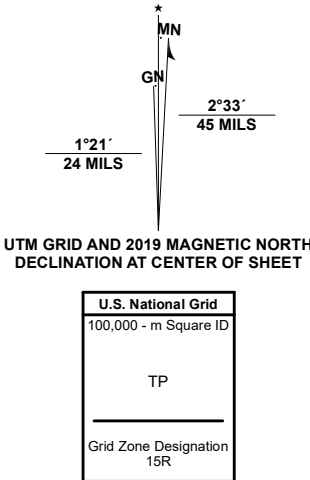 ★
MN
GN
2°33´
45 MILS
1°21´
24 MILS
UTM GRID AND 2019 MAGNETIC NORTH
DECLINATION AT CENTER OF SHEET
U.S. National Grid
100,000 - m Square ID
TP
Grid Zone Designation
15R